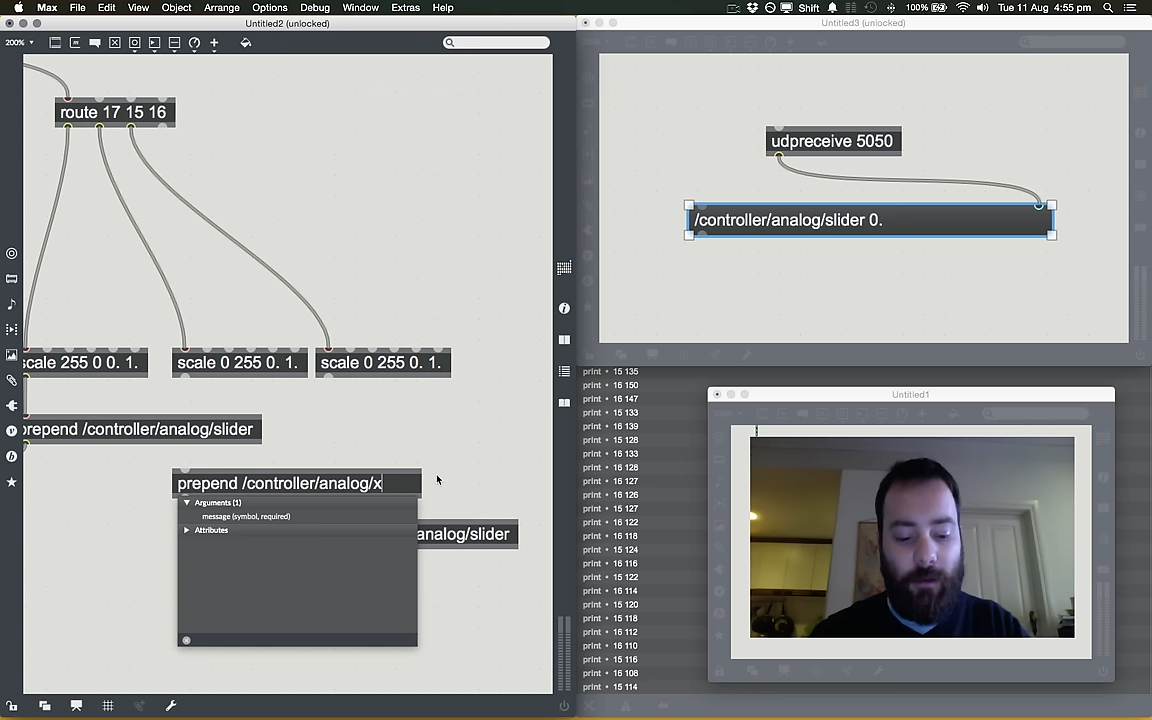 Max File Edit View Object Arrange Options Debug Window Extras Help
Shift 100% Tue 11 Aug 4:55 pm
Untitled2 (unlocked)
200%
route 17 15 16
scale 255 0 0. 1.
scale 0 255 0. 1.
scale 0 255 0. 1.
prepend /controller/analog/slider
prepend /controller/analog/x
Arguments (1)
message (symbol, required)
Attributes
analog/slider
Untitled3 (unlocked)
udpreceive 5050
/controller/analog/slider 0.
print • 15 135
print • 16 150
print • 16 147
print • 15 133
print • 16 139
print • 15 128
print • 16 133
print • 16 128
print • 16 127
print • 16 126
print • 15 127
print • 16 122
print • 16 118
print • 15 124
print • 16 116
print • 15 122
print • 16 114
print • 15 120
print • 15 118
print • 16 112
print • 16 110
print • 15 116
print • 16 108
print • 15 114
Untitled1